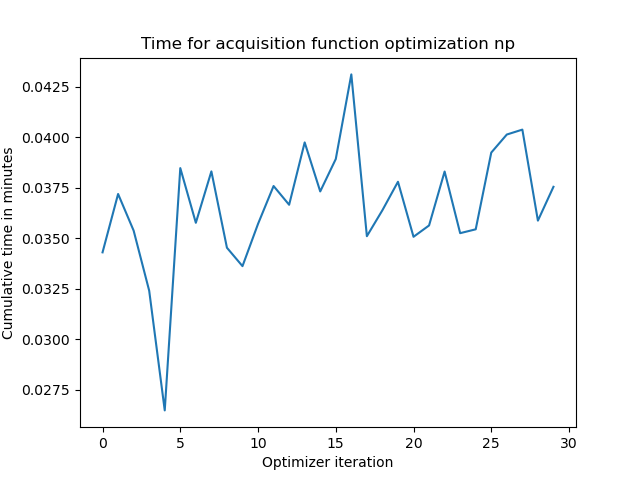 Time for acquisition function optimization np
0.0425
0.0400
0.0375
0.0350
0.0325
0.0300
0.0275
Cumulative time in minutes
0 5 10 15 20 25 30
Optimizer iteration